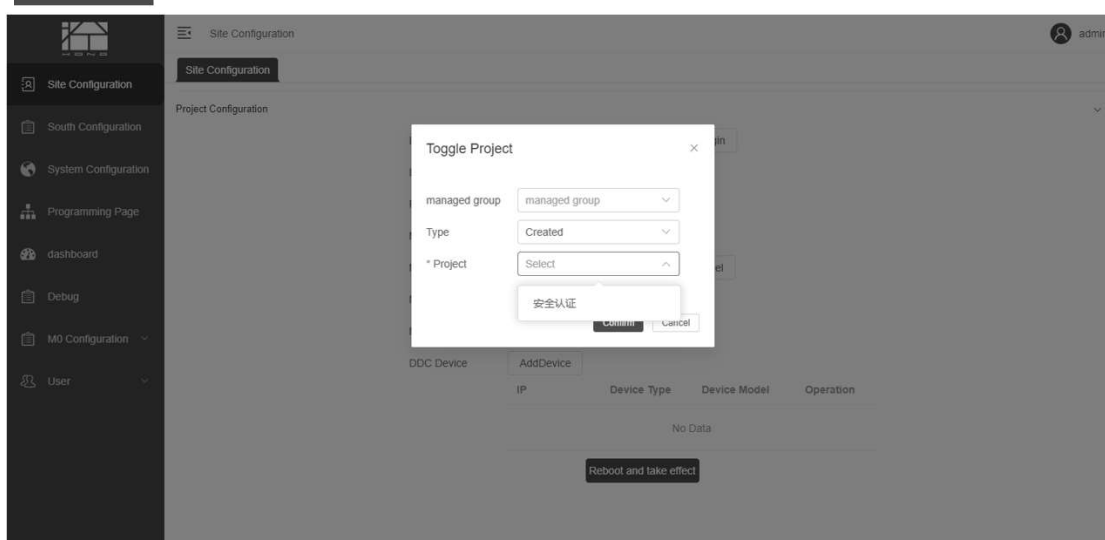 HSNB
Site Configuration
admin
Site Configuration
Site Configuration
Project Configuration
South Configuration
System Configuration
Programming Page
dashboard
Debug
M0 Configuration
User
Toggle Project
managed group
managed group
Type
Created
* Project
Select
安全认证
Confirm
Cancel
DDC Device
AddDevice
IP
Device Type
Device Model
Operation
No Data
Reboot and take effect